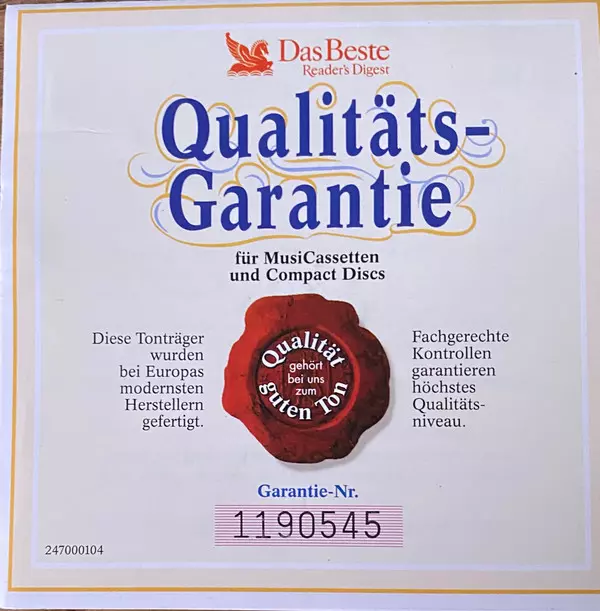 Das Beste
Reader's Digest
Qualitäts-
Garantie
für MusiCassetten
und Compact Discs
Diese Tonträger
wurden
bei Europas
modernsten
Herstellern
gefertigt.
Qualität
gehört
bei uns
zum
guten Ton
Fachgerechte
Kontrollen
garantieren
höchstes
Qualitäts-
niveau.
Garantie-Nr.
1190545
247000104